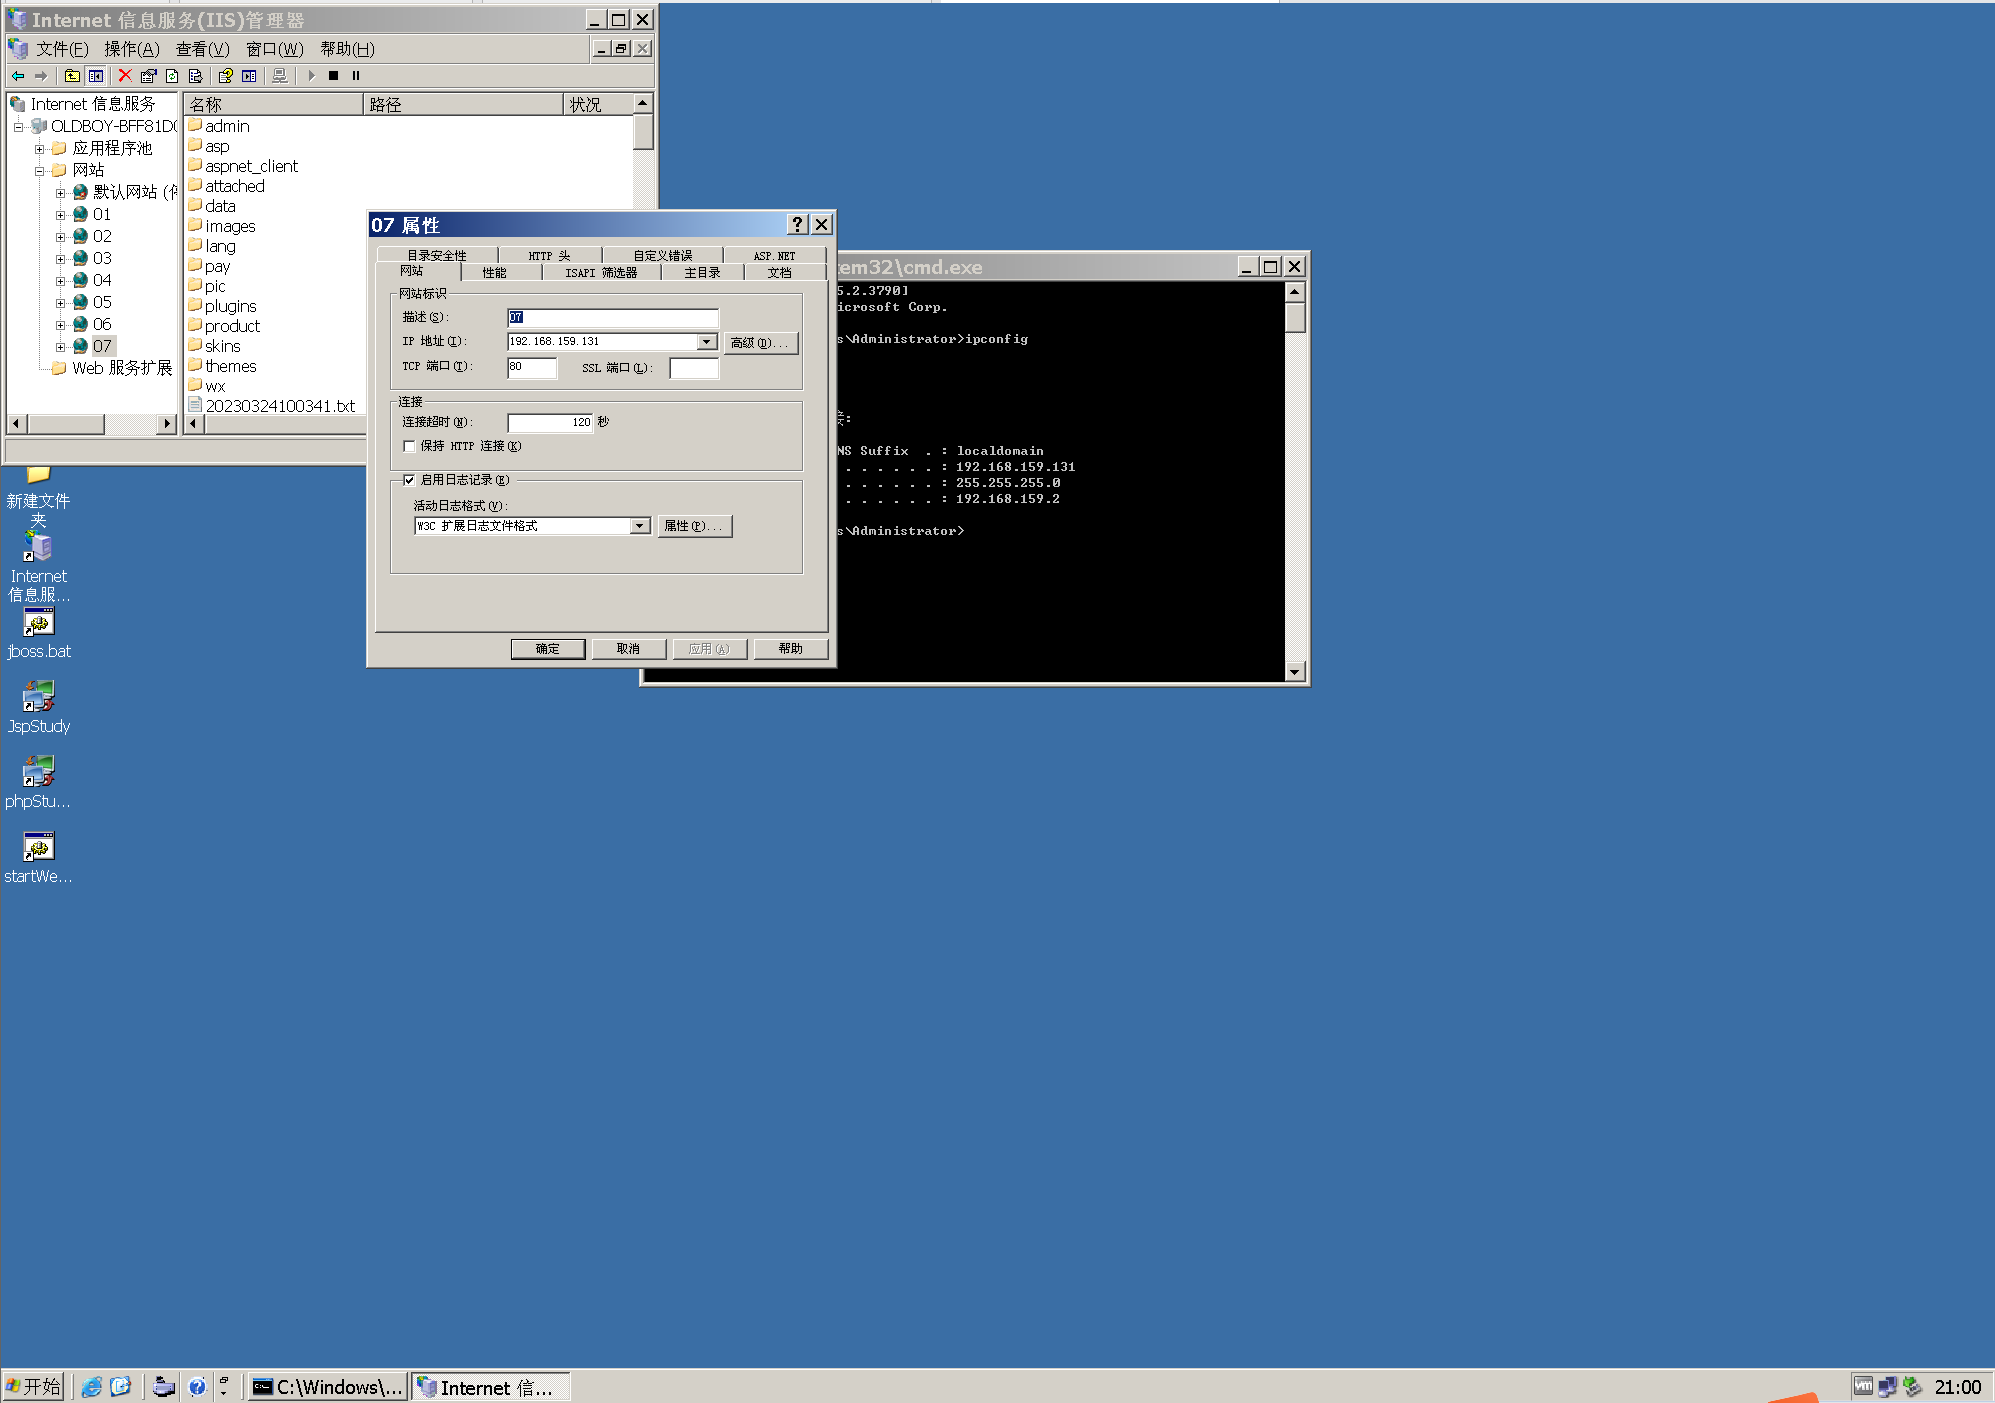 Internet 信息服务(IIS)管理器
文件(F) 操作(A) 查看(V) 窗口(W) 帮助(H)
Internet 信息服务
OLDBOY-BFF81D
应用程序池
网站
默认网站 (
01
02
03
04
05
06
07
Web 服务扩展
名称 路径 状况
admin
asp
aspnet_client
attached
data
images
lang
pay
pic
plugins
product
skins
themes
wx
20230324100341.txt
07 属性
目录安全性 HTTP 头 自定义错误 ASP.NET
网站 性能 ISAPI 筛选器 主目录 文档
网站标识
描述(S): 07
IP 地址(I): 192.168.159.131 高级(D)...
TCP 端口(T): 80 SSL 端口(L):
连接
连接超时(N): 120 秒
保持 HTTP 连接(K)
启用日志记录(E)
活动日志格式(V):
W3C 扩展日志文件格式 属性(P)...
确定 取消 应用(A) 帮助
em32\cmd.exe
5.2.3790]
icrosoft Corp.
s\Administrator>ipconfig
NS Suffix . : localdomain
. . . . . . : 192.168.159.131
. . . . . . : 255.255.255.0
. . . . . . : 192.168.159.2
s\Administrator>
新建文件
夹
Internet
信息服...
jboss.bat
JspStudy
phpStu...
startWe...
开始 C:\Windows\... Internet 信... vm 21:00